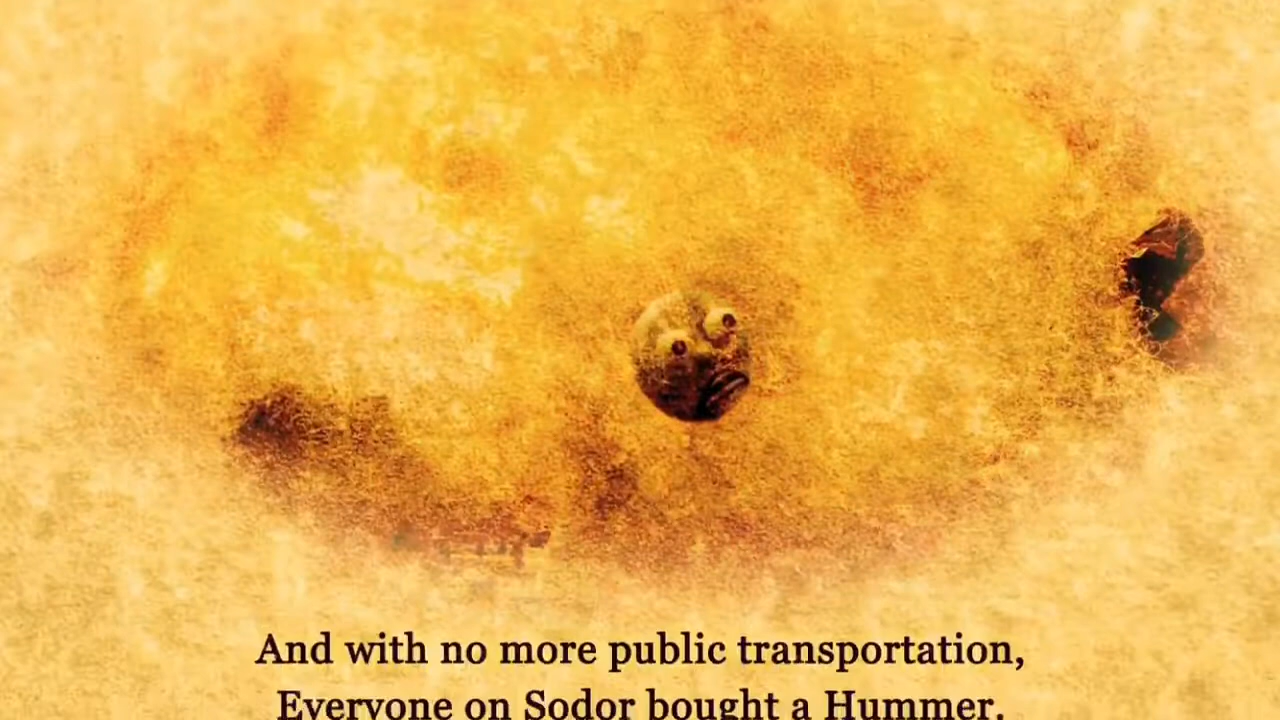 And with no more public transportation,
Everyone on Sodor bought a Hummer.